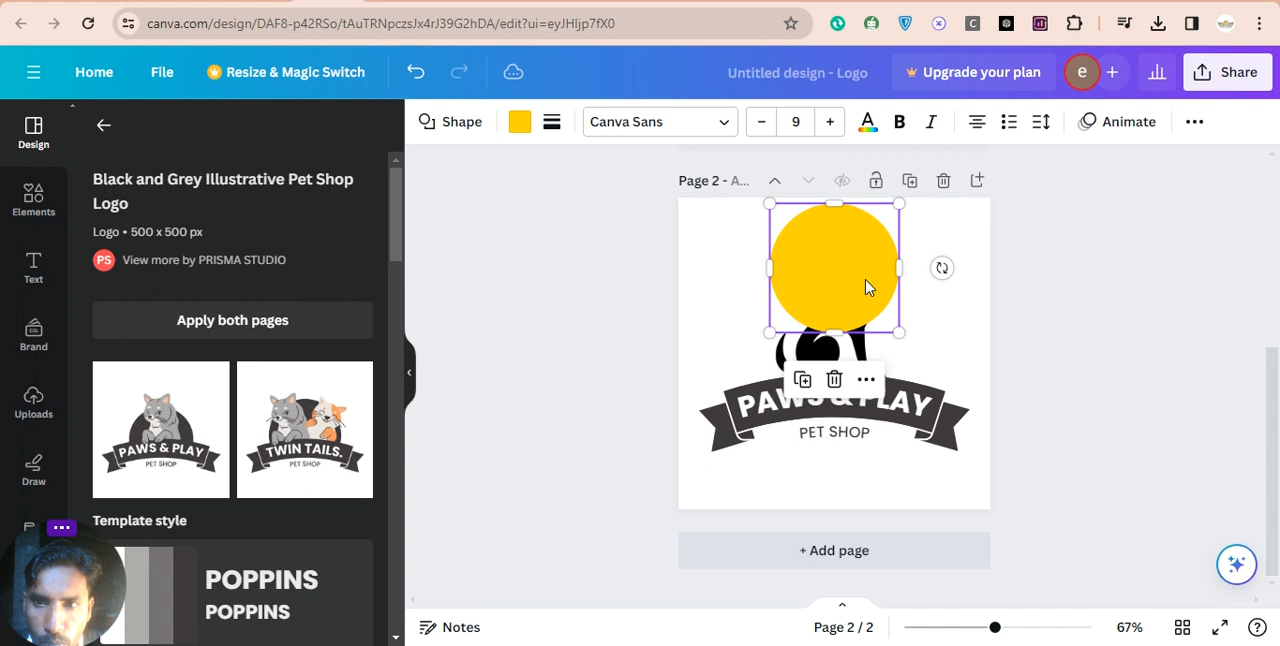 canva.com/design/DAF8-p42RSo/tAuTRNpczsJx4rJ39G2hDA/edit?ui=eyJHIjp7fX0
Home
File
Resize & Magic Switch
Untitled design - Logo
Upgrade your plan
e
Share
Design
Elements
Text
Brand
Uploads
Draw
Black and Grey Illustrative Pet Shop
Logo
Logo • 500 x 500 px
PS
View more by PRISMA STUDIO
Apply both pages
PAWS & PLAY
PET SHOP
TWIN TAILS.
PET SHOP
Template style
POPPINS
POPPINS
Shape
Canva Sans
9
A
B
I
Animate
Page 2 - A...
PAWS & PLAY
PET SHOP
+ Add page
Notes
Page 2 / 2
67%